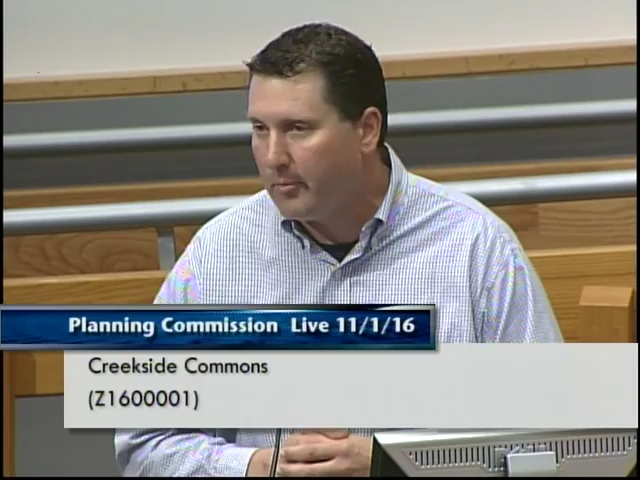 Planning Commission Live 11/1/16
Creekside Commons
(Z1600001)